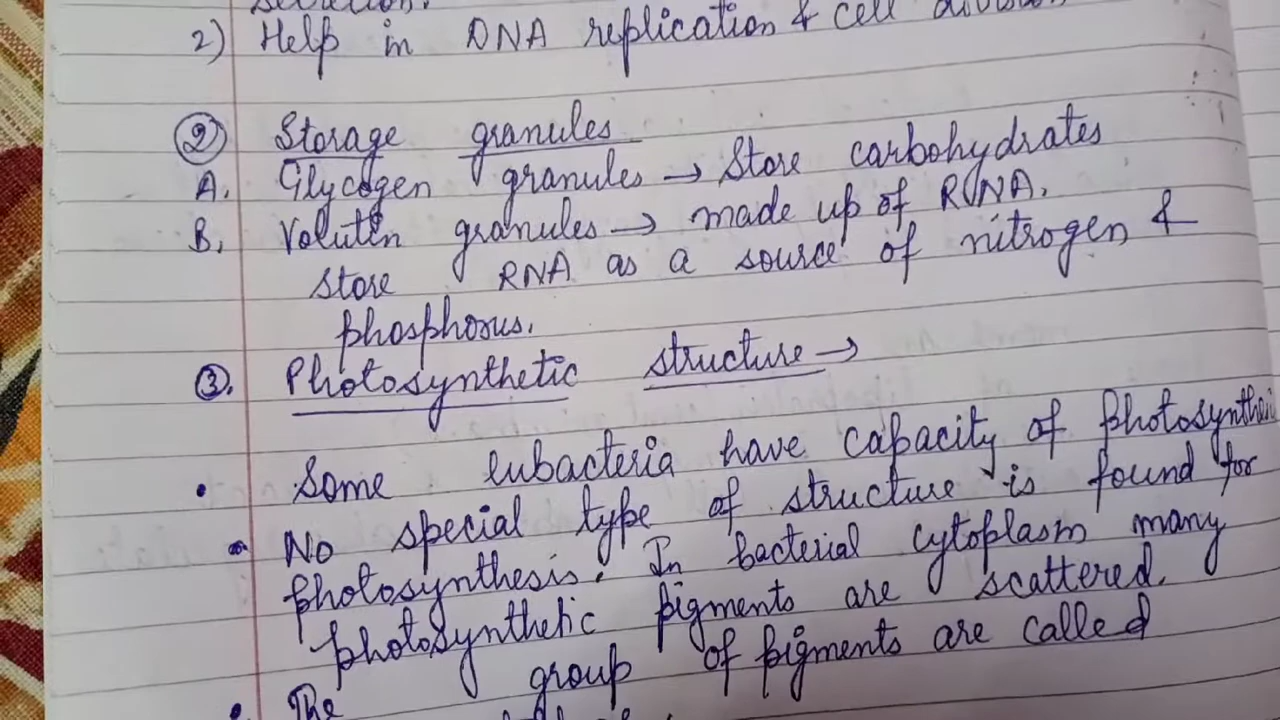 2) Help in DNA replication & cell division
② Storage granules
A. Glycogen granules → Store carbohydrates
B. Volutin granules → made up of RNA.
store RNA as a source of nitrogen &
phosphorus.
③. Photosynthetic structure →
• Some eubacteria have capacity of photosynthesi
• No special type of structure is found for
photosynthesis. In bacterial cytoplasm many
photosynthetic pigments are scattered.
• The group of pigments are called